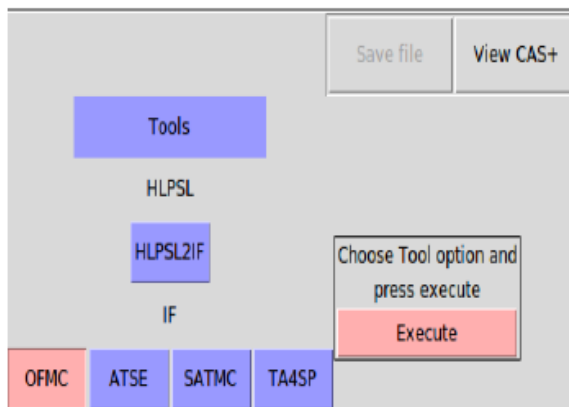 Save file View CAS+
Tools
HLPSL
HLPSL2IF
Choose Tool option and
press execute
IF
Execute
OFMC ATSE SATMC TA4SP